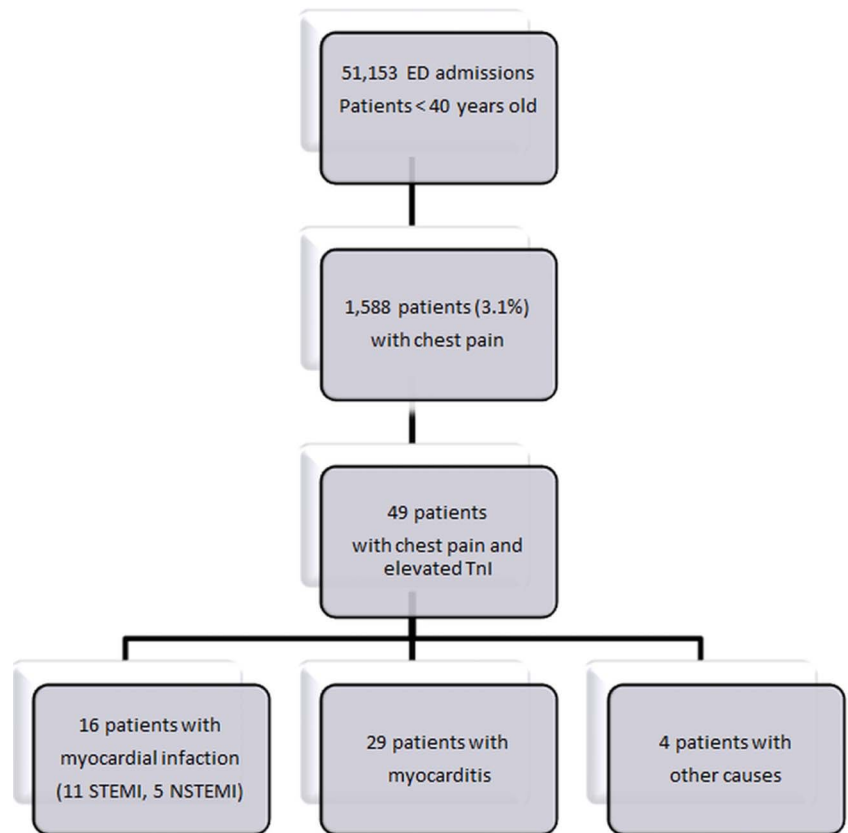 51,153 ED admissions
Patients < 40 years old
1,588 patients (3.1%)
with chest pain
49 patients
with chest pain and
elevated TnI
16 patients with
myocardial infaction
(11 STEMI, 5 NSTEMI)
29 patients with
myocarditis
4 patients with
other causes